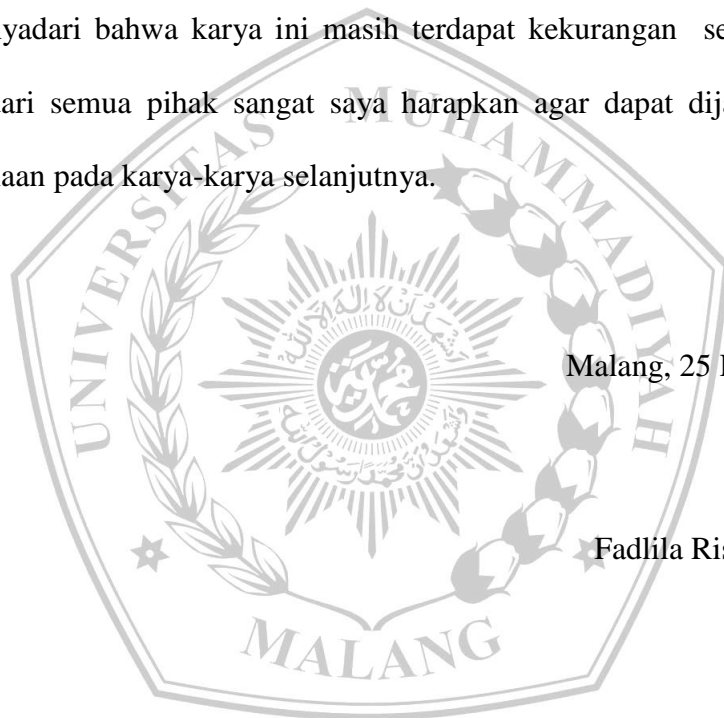 yadari bahwa karya ini masih terdapat kekurangan se
ari semua pihak sangat saya harapkan agar dapat dij
aan pada karya-karya selanjutnya.
UNIVERSITAS MUHAMMADIYAH
Malang, 25
Fadlila Ris
MALANG